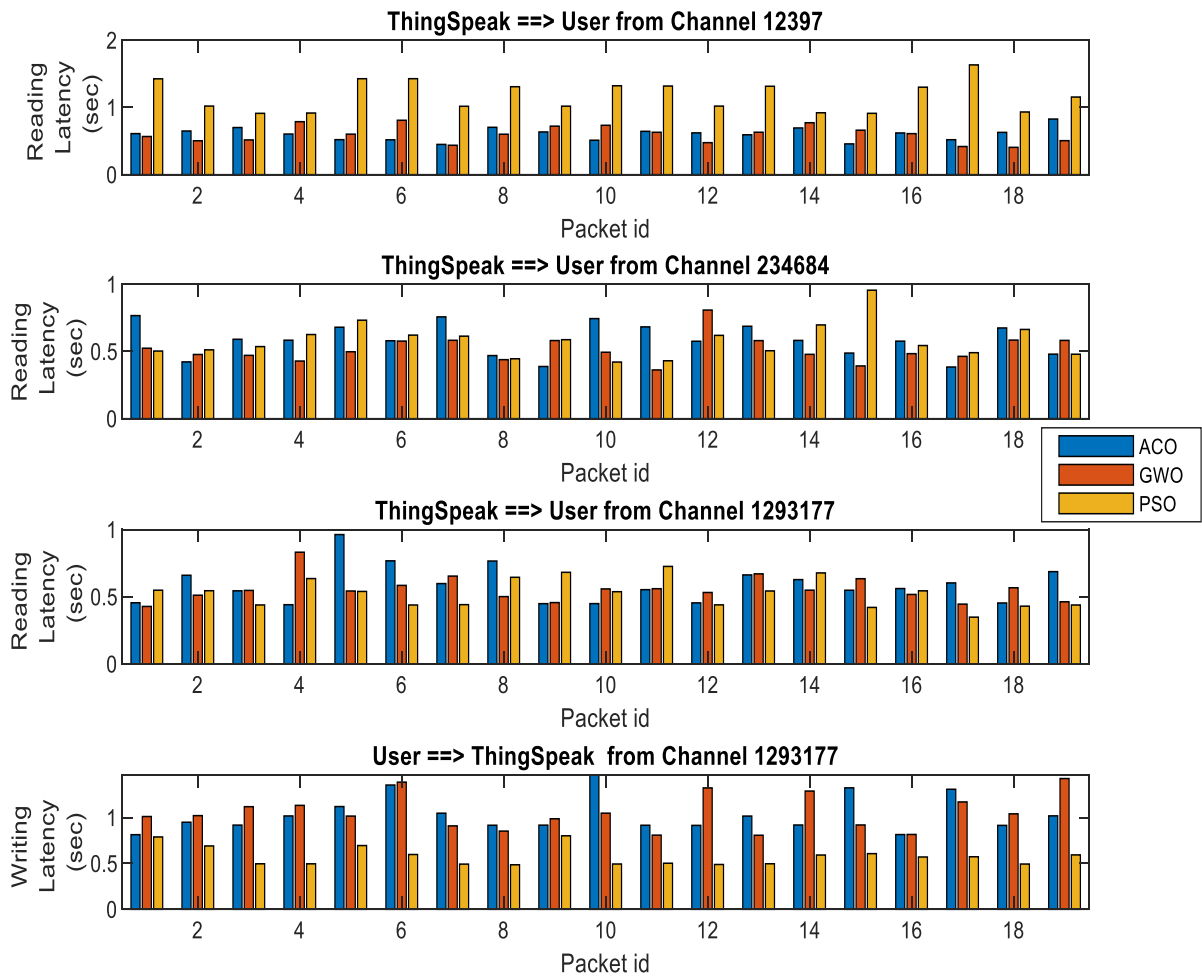 ThingSpeak ==> User from Channel 12397
2
1
0
Reading
Latency
(sec)
2 4 6 8 10 12 14 16 18
Packet id
ThingSpeak ==> User from Channel 234684
1
0.5
0
Reading
Latency
(sec)
2 4 6 8 10 12 14 16 18
Packet id
ACO
GWO
PSO
ThingSpeak ==> User from Channel 1293177
1
0.5
0
Reading
Latency
(sec)
2 4 6 8 10 12 14 16 18
Packet id
User ==> ThingSpeak from Channel 1293177
1
0.5
0
Writing
Latency
(sec)
2 4 6 8 10 12 14 16 18
Packet id